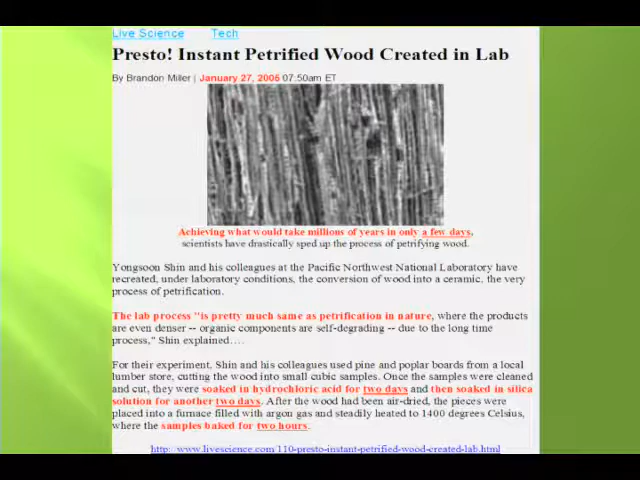 Live Science Tech
Presto! Instant Petrified Wood Created in Lab
By Brandon Miller | January 27, 2005 07:50am ET
Achieving what would take millions of years in only a few days,
scientists have drastically sped up the process of petrifying wood.
Yongsoon Shin and his colleagues at the Pacific Northwest National Laboratory have
recreated, under laboratory conditions, the conversion of wood into a ceramic, the very
process of petrification.
The lab process "is pretty much same as petrification in nature, where the products
are even denser -- organic components are self-degrading -- due to the long time
process," Shin explained….
For their experiment, Shin and his colleagues used pine and poplar boards from a local
lumber store, cutting the wood into small cubic samples. Once the samples were cleaned
and cut, they were soaked in hydrochloric acid for two days and then soaked in silica
solution for another two days. After the wood had been air-dried, the pieces were
placed into a furnace filled with argon gas and steadily heated to 1400 degrees Celsius,
where the samples baked for two hours.
http: www.livescience.com/110-presto-instant-petrified-wood-created-lab.html